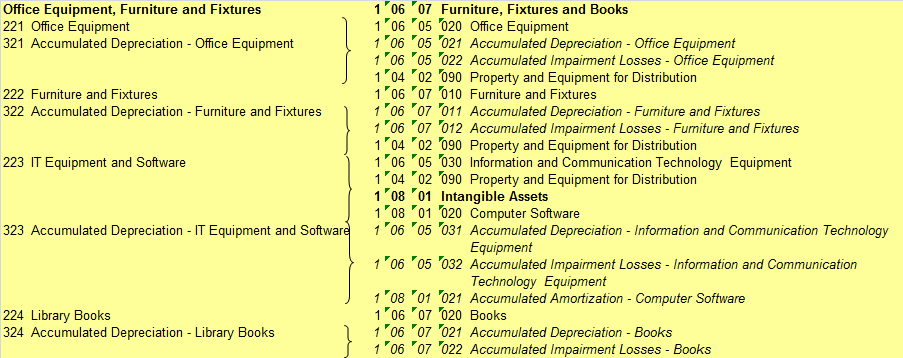 Office Equipment, Furniture and Fixtures 1 06 07 Furniture, Fixtures and Books
221 Office Equipment 1 06 05 020 Office Equipment
321 Accumulated Depreciation - Office Equipment 1 06 05 021 Accumulated Depreciation - Office Equipment
1 06 05 022 Accumulated Impairment Losses - Office Equipment
1 04 02 090 Property and Equipment for Distribution
222 Furniture and Fixtures 1 06 07 010 Furniture and Fixtures
322 Accumulated Depreciation - Furniture and Fixtures 1 06 07 011 Accumulated Depreciation - Furniture and Fixtures
1 06 07 012 Accumulated Impairment Losses - Furniture and Fixtures
1 04 02 090 Property and Equipment for Distribution
223 IT Equipment and Software 1 06 05 030 Information and Communication Technology Equipment
1 04 02 090 Property and Equipment for Distribution
1 08 01 Intangible Assets
1 08 01 020 Computer Software
323 Accumulated Depreciation - IT Equipment and Software 1 06 05 031 Accumulated Depreciation - Information and Communication Technology
Equipment
1 06 05 032 Accumulated Impairment Losses - Information and Communication
Technology Equipment
1 08 01 021 Accumulated Amortization - Computer Software
224 Library Books 1 06 07 020 Books
324 Accumulated Depreciation - Library Books 1 06 07 021 Accumulated Depreciation - Books
1 06 07 022 Accumulated Impairment Losses - Books